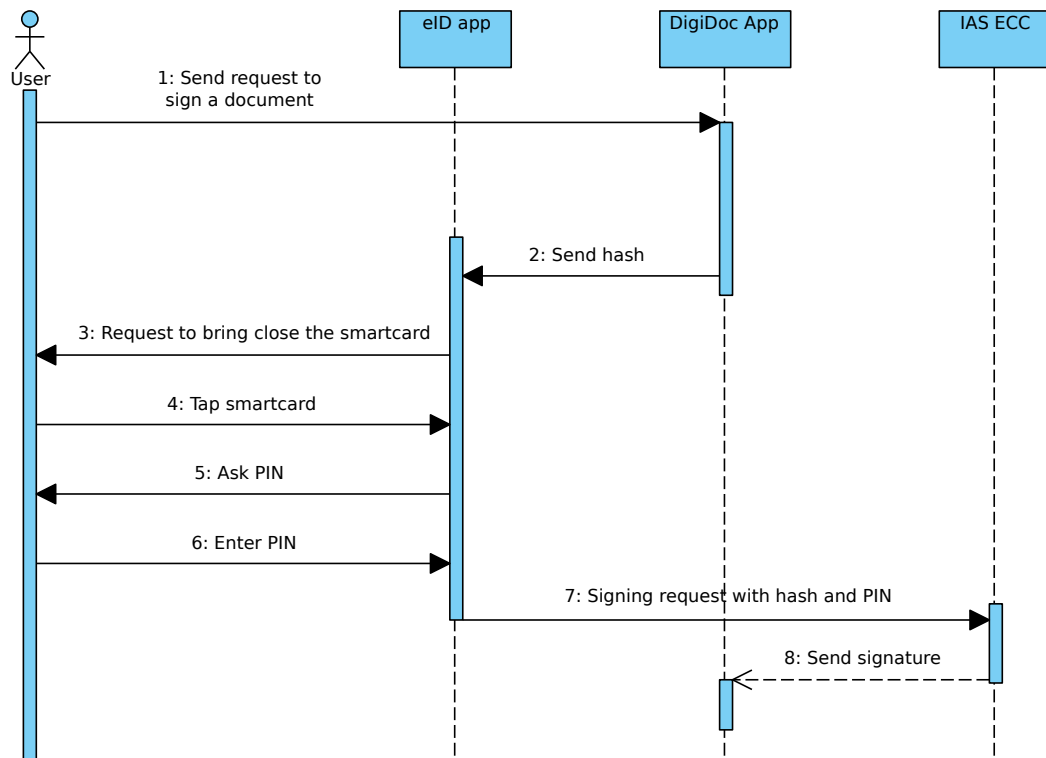 eID app
DigiDoc App
IAS ECC
User
1: Send request to
sign a document
2: Send hash
3: Request to bring close the smartcard
4: Tap smartcard
5: Ask PIN
6: Enter PIN
7: Signing request with hash and PIN
8: Send signature